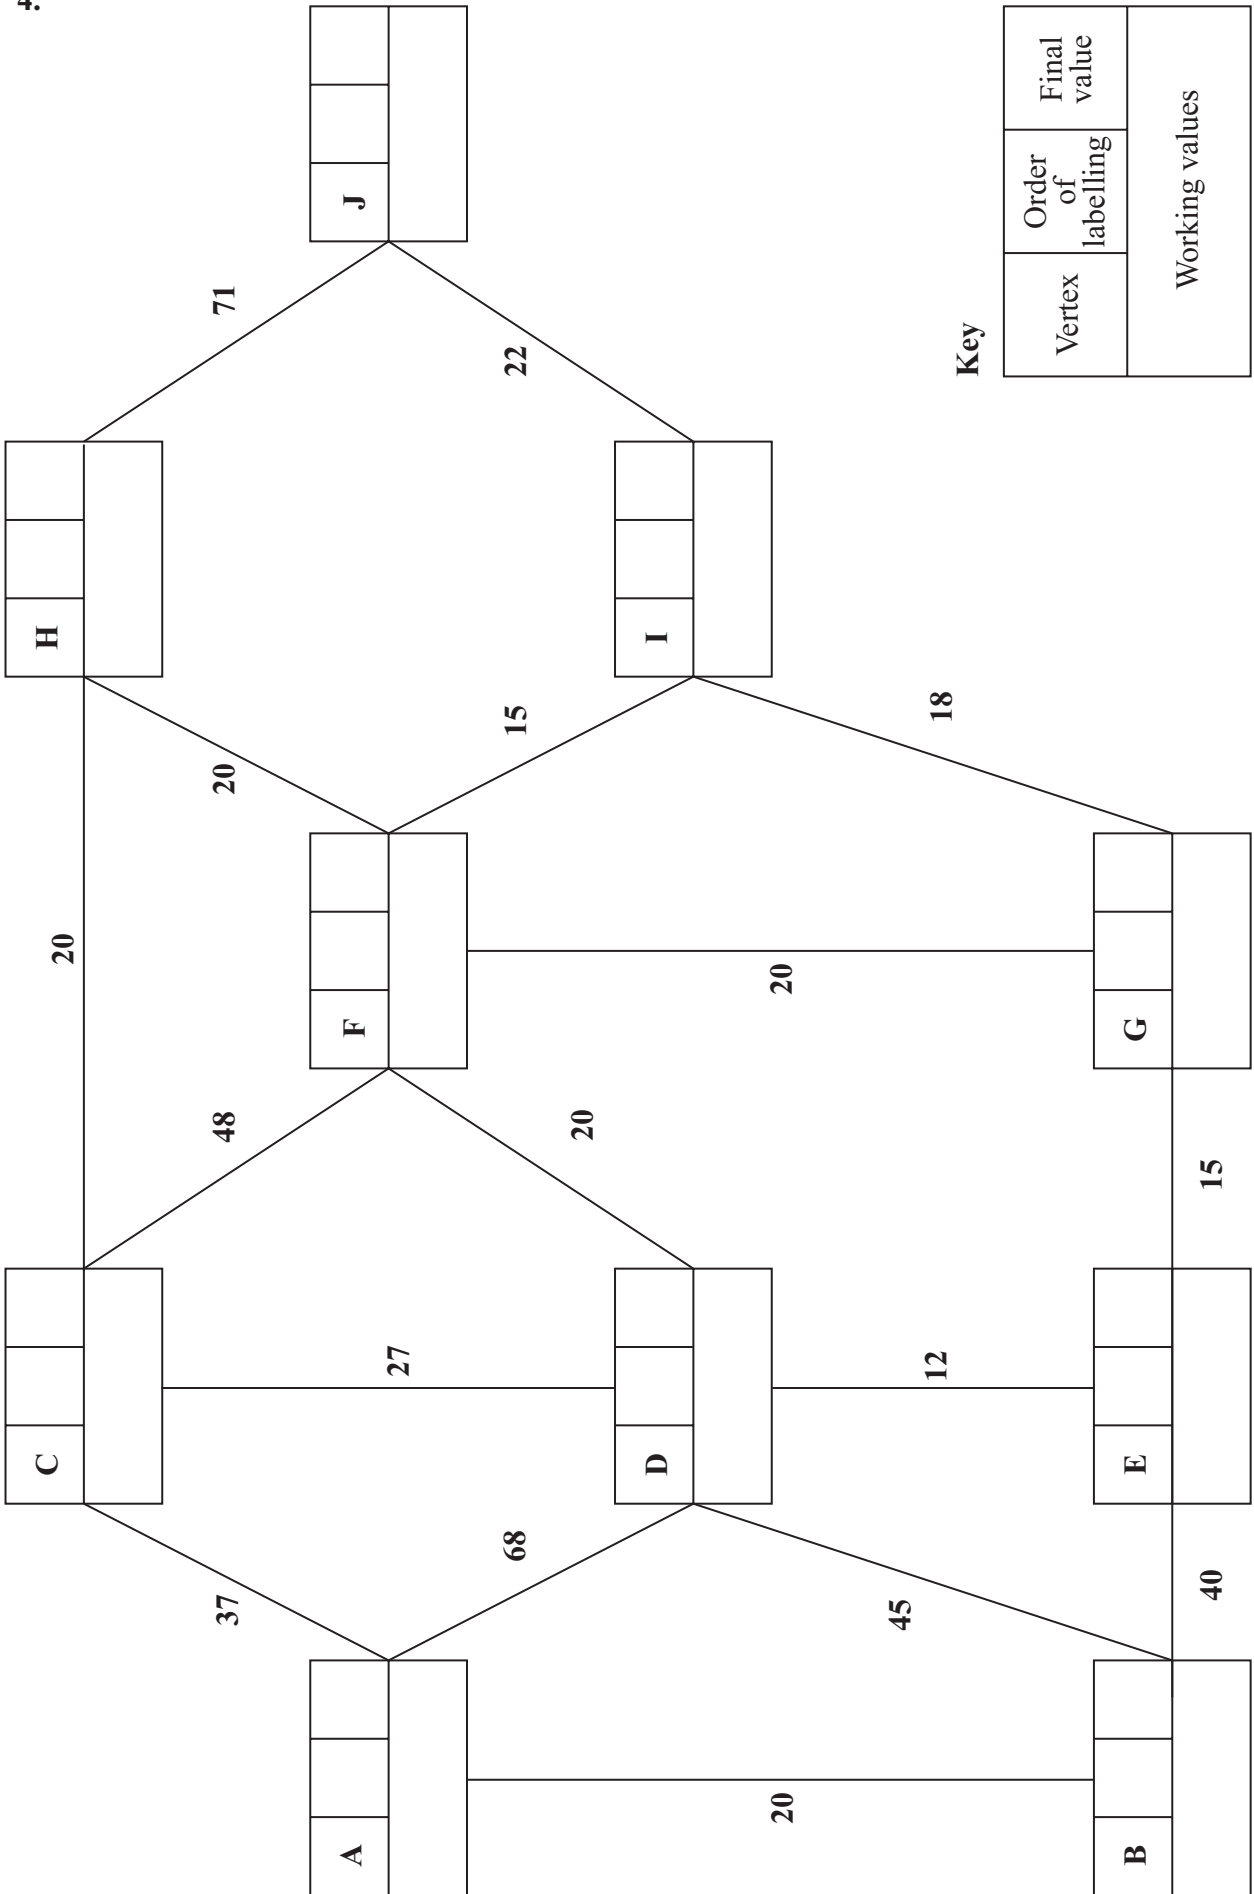 4.
A
B
C
D
E
F
G
H
I
J
37
68
20
45
40
27
12
48
20
15
20
20
20
15
18
71
22
Key
Vertex
Order
of
labelling
Final
value
Working values